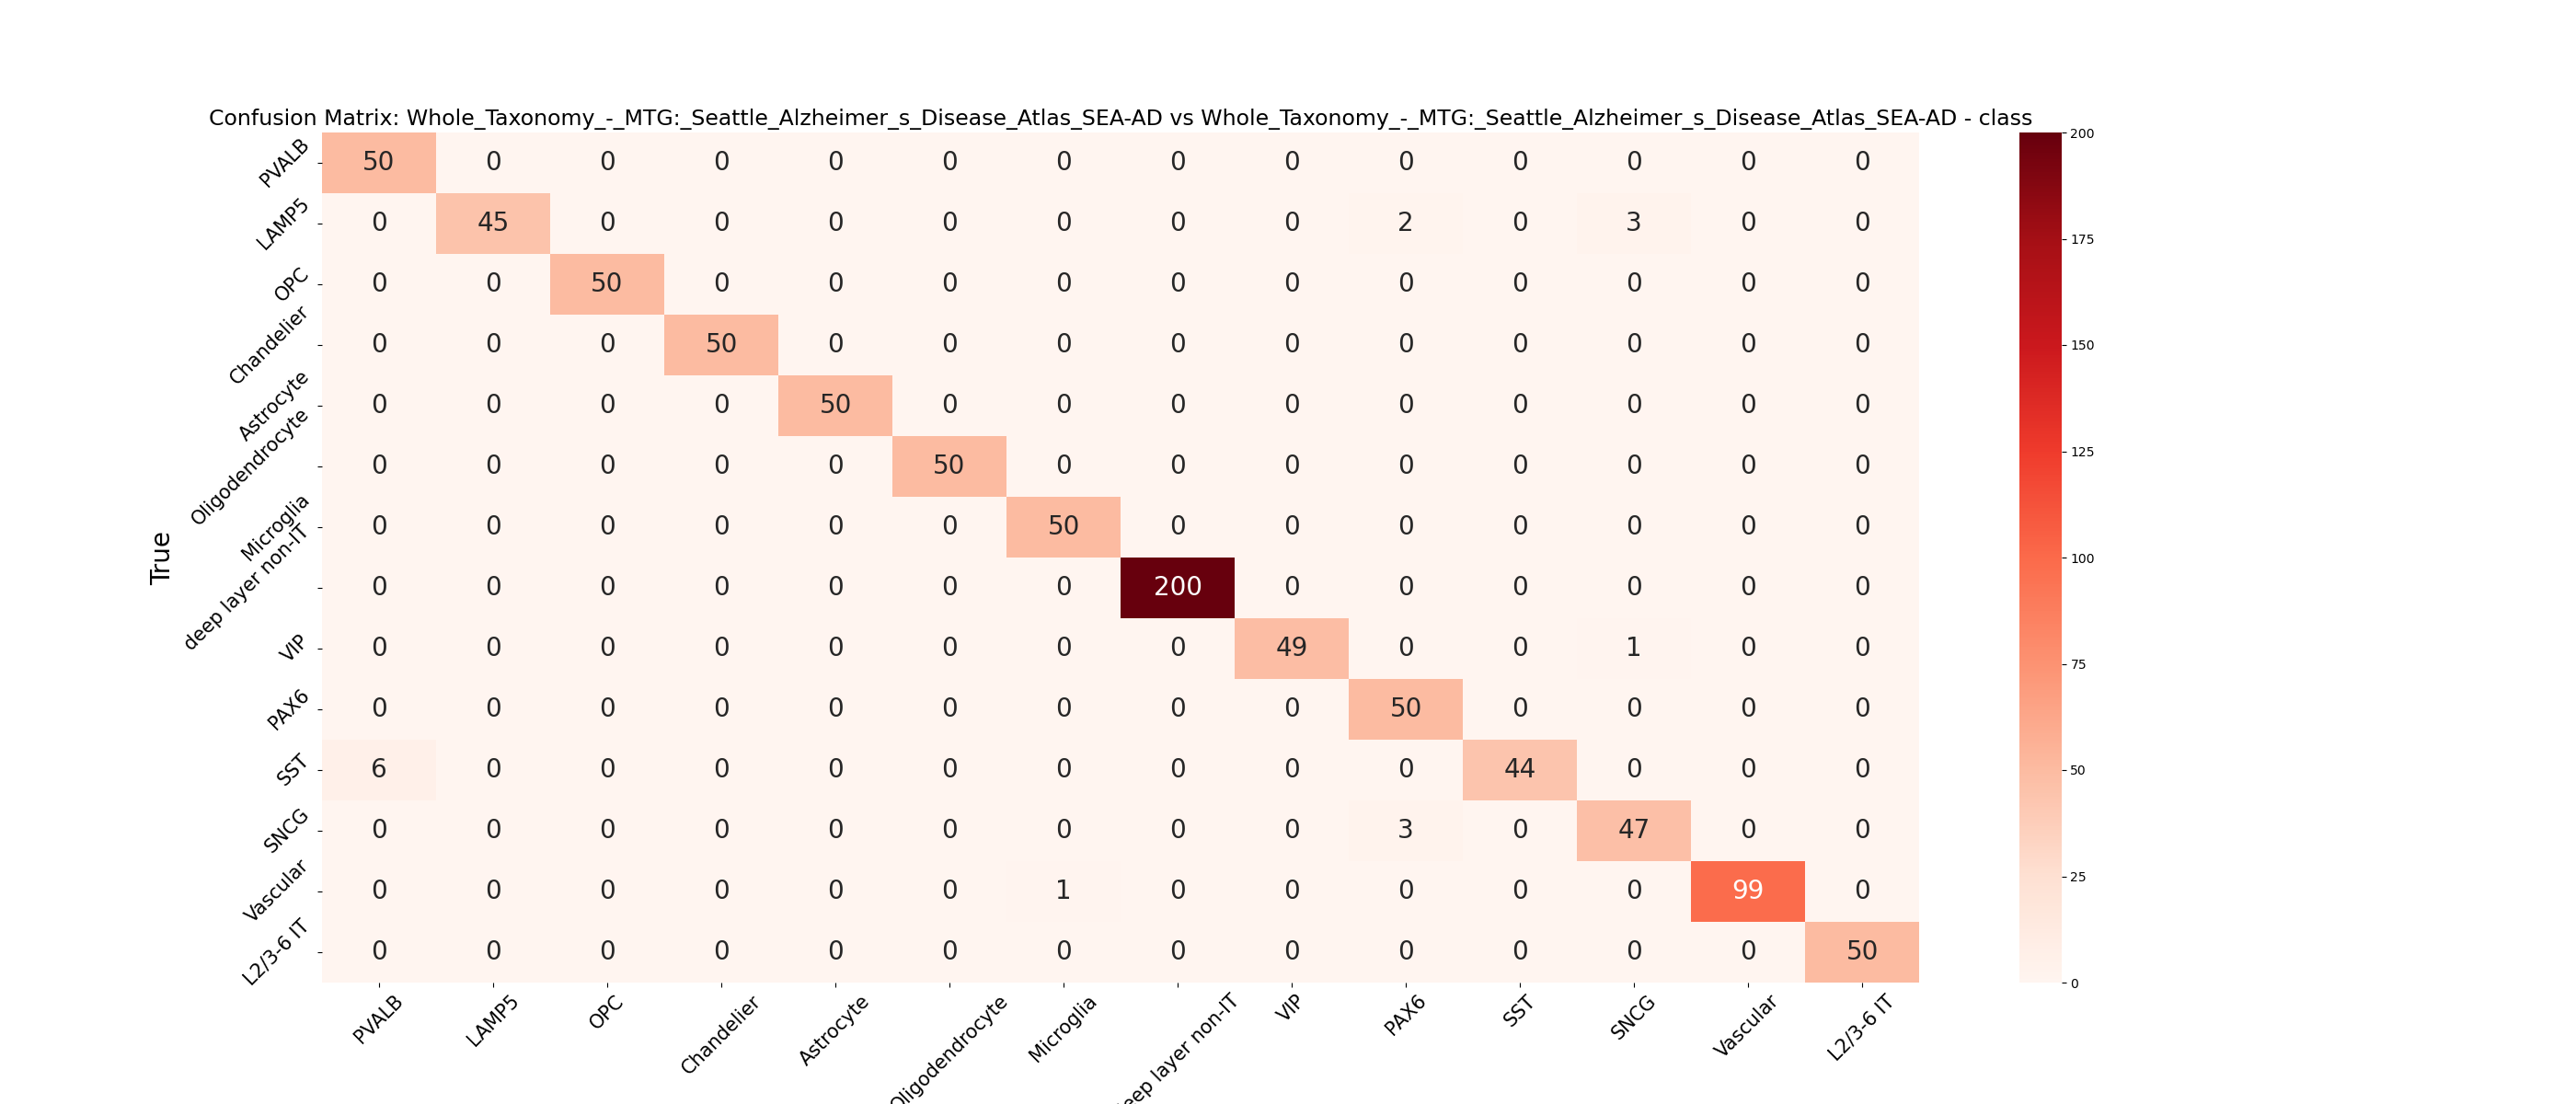 Confusion Matrix: Whole_Taxonomy_-_MTG:_Seattle_Alzheimer_s_Disease_Atlas_SEA-AD vs Whole_Taxonomy_-_MTG:_Seattle_Alzheimer_s_Disease_Atlas_SEA-AD - class
True
PVALB 50 0 0 0 0 0 0 0 0 0 0 0 0 0
LAMP5 0 45 0 0 0 0 0 0 0 2 0 3 0 0
OPC 0 0 50 0 0 0 0 0 0 0 0 0 0 0
Chandelier 0 0 0 50 0 0 0 0 0 0 0 0 0 0
Astrocyte 0 0 0 0 50 0 0 0 0 0 0 0 0 0
Oligodendrocyte 0 0 0 0 0 50 0 0 0 0 0 0 0 0
Microglia 0 0 0 0 0 0 50 0 0 0 0 0 0 0
deep layer non-IT 0 0 0 0 0 0 0 200 0 0 0 0 0 0
VIP 0 0 0 0 0 0 0 0 49 0 0 1 0 0
PAX6 0 0 0 0 0 0 0 0 0 50 0 0 0 0
SST 6 0 0 0 0 0 0 0 0 0 44 0 0 0
SNCG 0 0 0 0 0 0 0 0 0 3 0 47 0 0
Vascular 0 0 0 0 0 0 1 0 0 0 0 0 99 0
L2/3-6 IT 0 0 0 0 0 0 0 0 0 0 0 0 0 50
PVALB LAMP5 OPC Chandelier Astrocyte Oligodendrocyte Microglia eep layer non-IT VIP PAX6 SST SNCG Vascular L2/3-6 IT
200
175
150
125
100
75
50
25
0